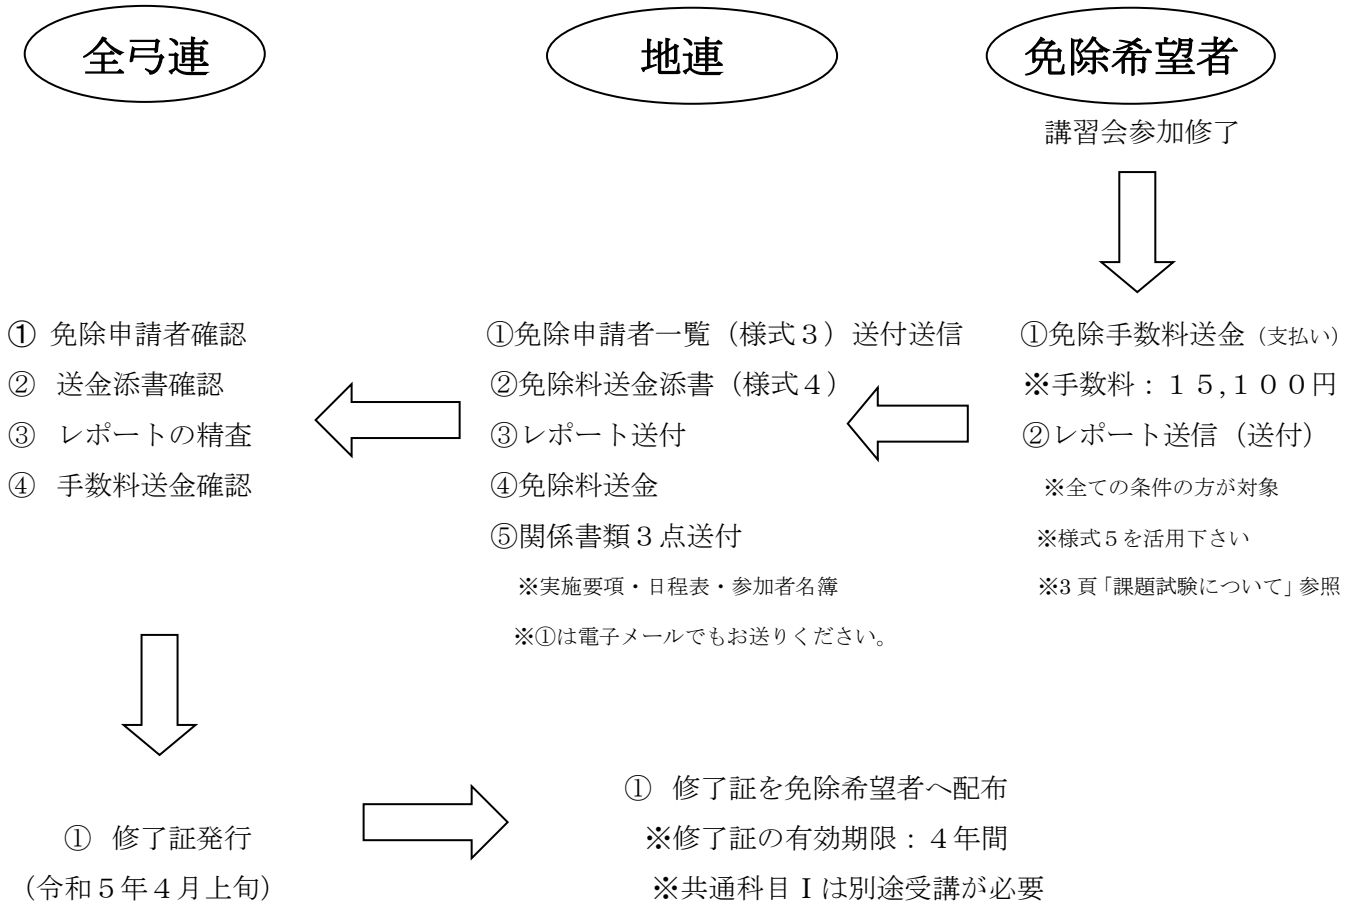 全弓連
地連
免除希望者
講習会参加修了
①免除手数料送金（支払い）
※手数料：１５,１００円
②レポート送信（送付）
※全ての条件の方が対象
※様式５を活用下さい
※3 頁「課題試験について」参照
①免除申請者一覧（様式３）送付送信
②免除料送金添書（様式４）
③レポート送付
④免除料送金
⑤関係書類３点送付
※実施要項・日程表・参加者名簿
※①は電子メールでもお送りください。
① 免除申請者確認
② 送金添書確認
③ レポートの精査
④ 手数料送金確認
① 修了証発行
（令和５年４月上旬）
① 修了証を免除希望者へ配布
※修了証の有効期限：４年間
※共通科目Ⅰは別途受講が必要